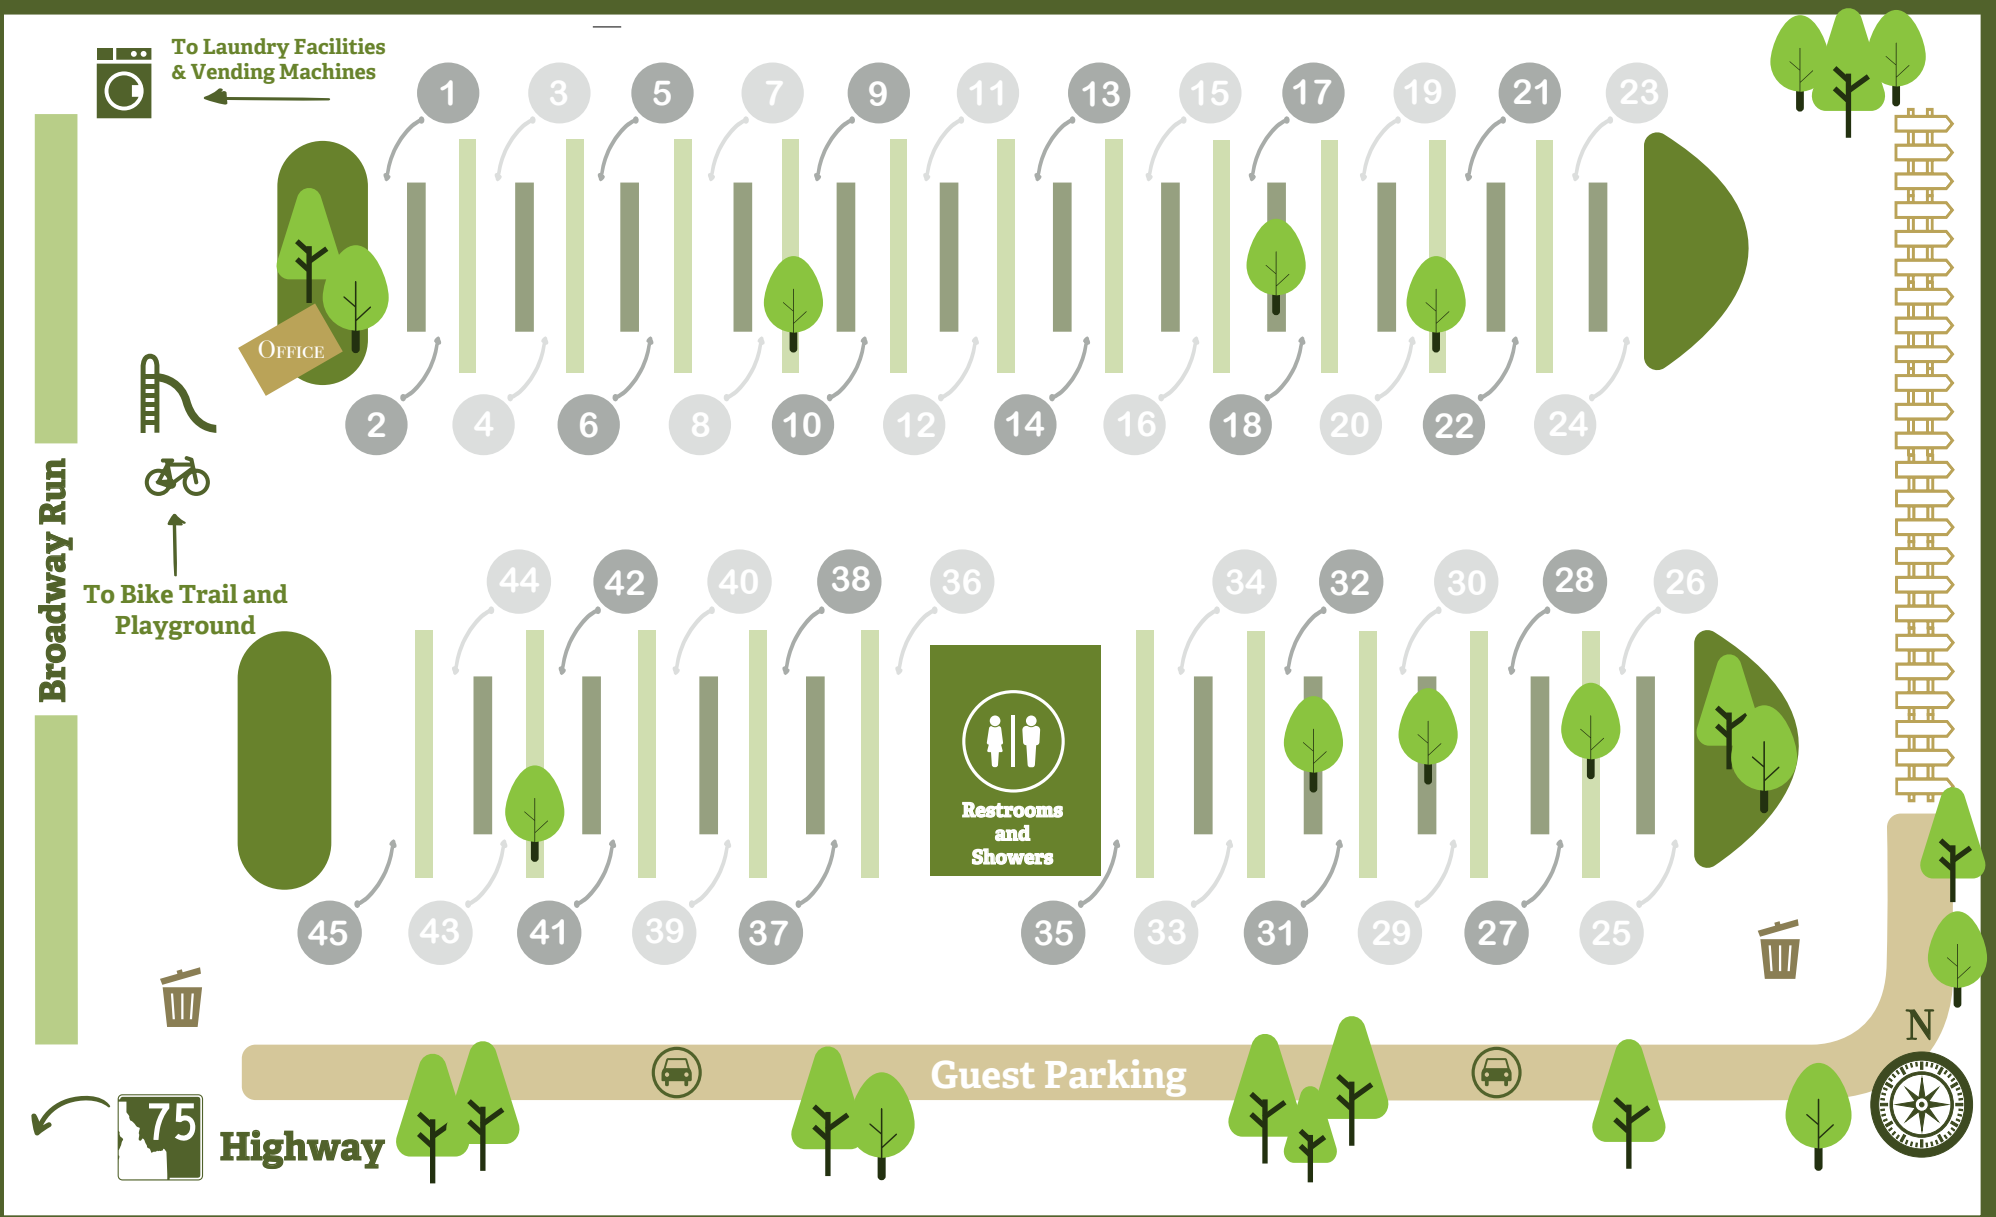 To Laundry Facilities
& Vending Machines
1 3 5 7 9 11 13 15 17 19 21 23
OFFICE
2 4 6 8 10 12 14 16 18 20 22 24
Broadway Run
To Bike Trail and
Playground
44 42 40 38 36 34 32 30 28 26
Restrooms
and
Showers
45 43 41 39 37 35 33 31 29 27 25
N
Guest Parking
75
Highway